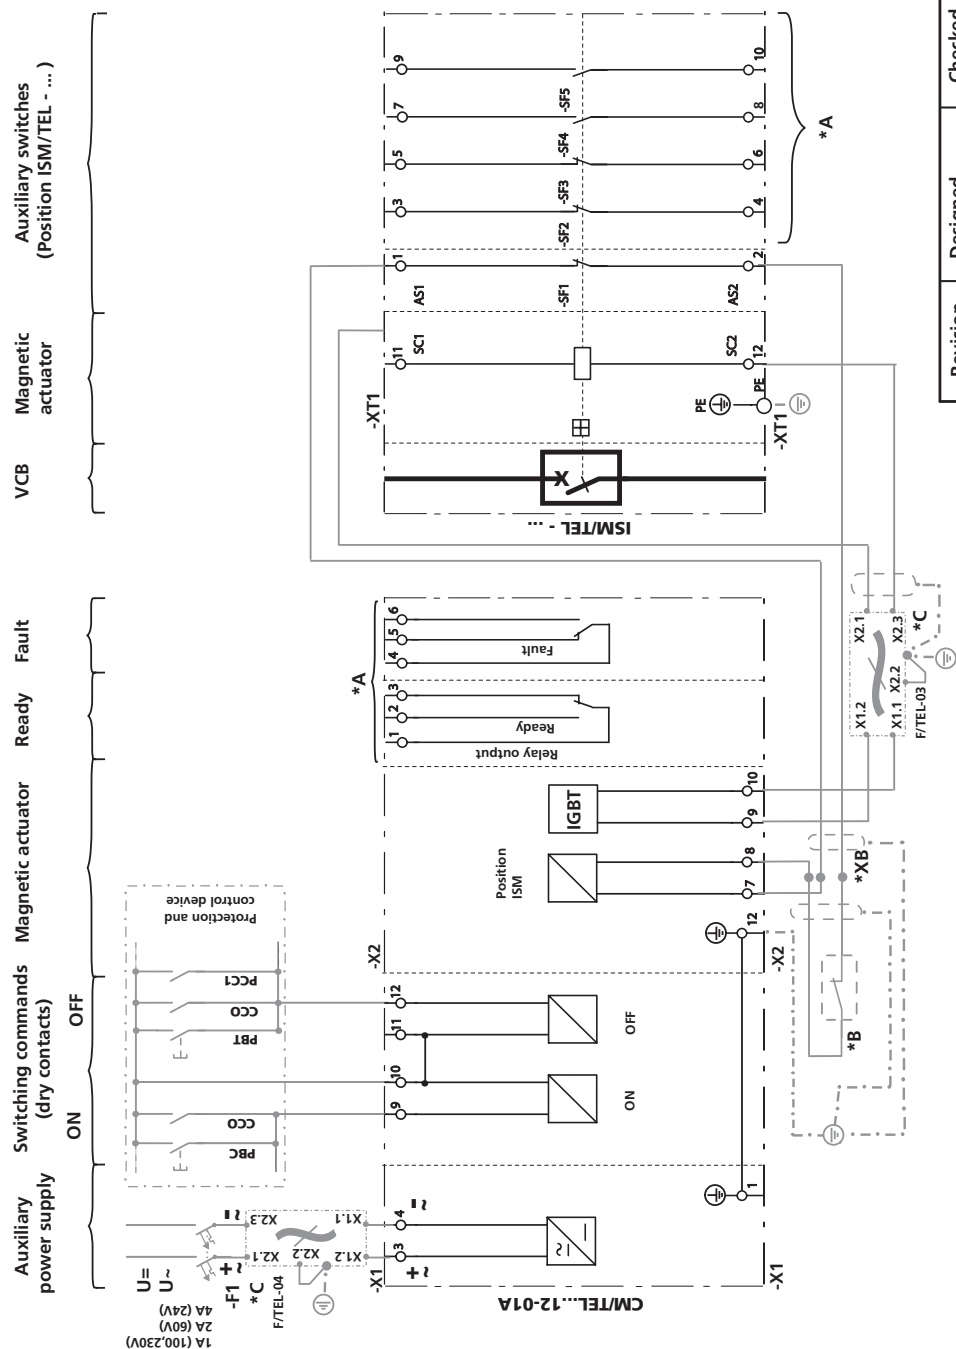 Auxiliary
power supply
Switching commands
(dry contacts)
ON
OFF
Magnetic actuator
Ready
Fault
VCB
Magnetic
actuator
Auxiliary switches
(Position ISM/TEL - ... )
U=
U~
1A (100,230V)
2A (60V)
4A (24V)
-F1
+
~
-
~
*C
F/TEL-04
X2.1
X2.2
X2.3
X1.2
X1.1
PBC
CCO
PBT
CCO
PCC1
Protection and
control device
-X1
+
~
3
4
-
~
9
10
11
12
-X2
*A
1
2
3
4
5
6
Relay output
Ready
Fault
CM/TEL...12-01A
ON
OFF
Position
ISM
IGBT
-X1
1
12
-X2
7
8
9
10
*B
*XB
X1.2
X2.1
X1.1
X2.2
X2.3
F/TEL-03
*C
ISM/TEL - ...
X
-XT1
11
SC1
1
AS1
3
5
7
9
-SF1
-SF2
-SF3
-SF4
-SF5
PE
PE
-XT1
SC2
12
AS2
2
4
6
8
10
*A
Revision
Designed
Checked